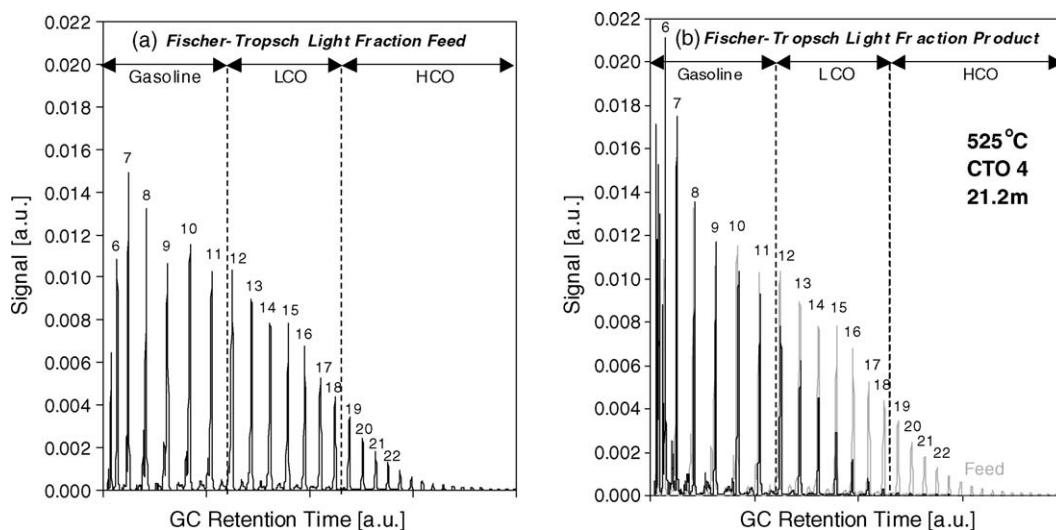 (a) Fischer-Tropsch Light Fraction Feed
Gasoline LCO HCO
0.022
0.020
0.018
0.016
0.014
0.012
0.010
0.008
0.006
0.004
0.002
0.000
Signal [a.u.]
6 7 8 9 10 11 12 13 14 15 16 17 18 19 20 21 22
GC Retention Time [a.u.]
(b) Fischer-Tropsch Light Fraction Product
Gasoline LCO HCO
525°C
CTO 4
21.2m
0.022
0.020
0.018
0.016
0.014
0.012
0.010
0.008
0.006
0.004
0.002
0.000
Signal [a.u.]
6 7 8 9 10 11 12 13 14 15 16 17 18 19 20 21 22
Feed
GC Retention Time [a.u.]